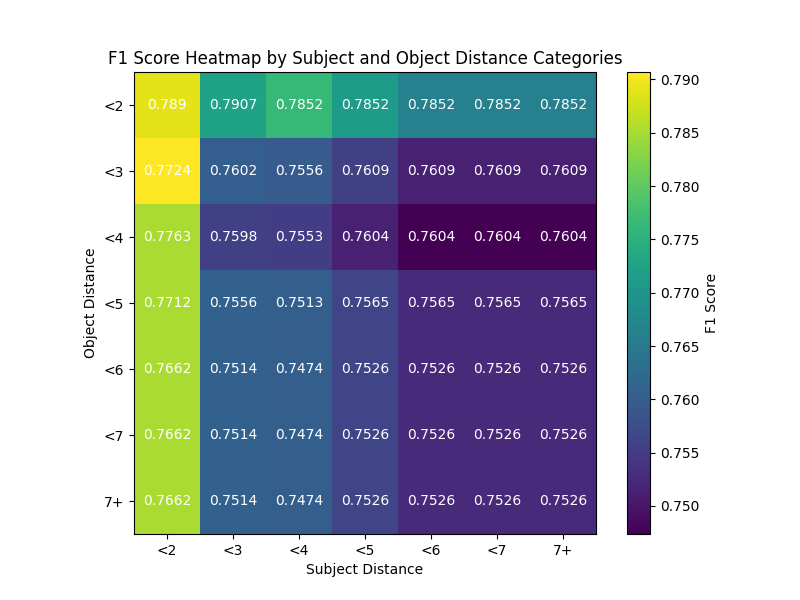 F1 Score Heatmap by Subject and Object Distance Categories
<2 0.789 0.7907 0.7852 0.7852 0.7852 0.7852 0.7852
<3 0.7724 0.7602 0.7556 0.7609 0.7609 0.7609 0.7609
<4 0.7763 0.7598 0.7553 0.7604 0.7604 0.7604 0.7604
<5 0.7712 0.7556 0.7513 0.7565 0.7565 0.7565 0.7565
<6 0.7662 0.7514 0.7474 0.7526 0.7526 0.7526 0.7526
<7 0.7662 0.7514 0.7474 0.7526 0.7526 0.7526 0.7526
7+ 0.7662 0.7514 0.7474 0.7526 0.7526 0.7526 0.7526
<2 <3 <4 <5 <6 <7 7+
Subject Distance
Object Distance
0.790
0.785
0.780
0.775
0.770
0.765
0.760
0.755
0.750
F1 Score